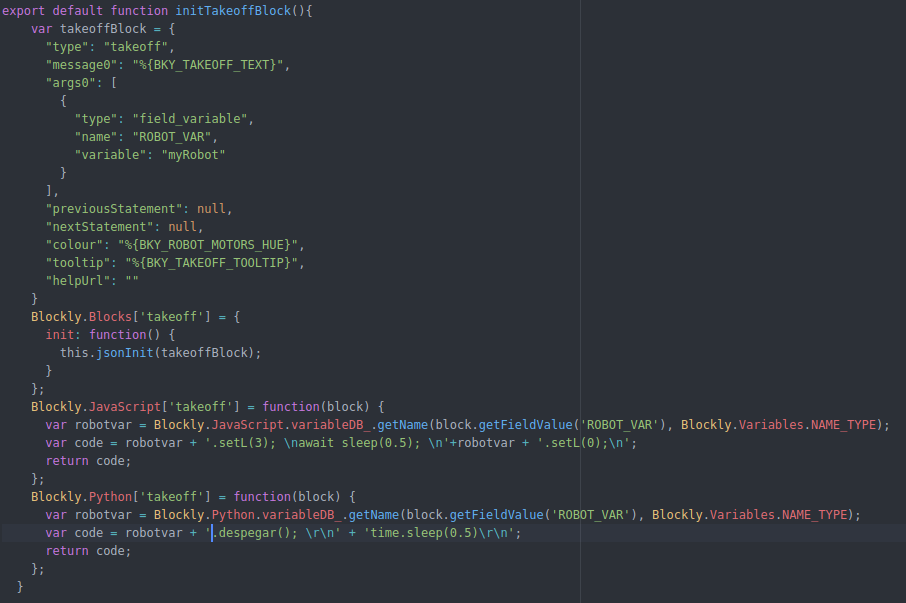 export default function initTakeoffBlock(){
    var takeoffBlock = {
      "type": "takeoff",
      "message0": "%{BKY_TAKEOFF_TEXT}",
      "args0": [
        {
          "type": "field_variable",
          "name": "ROBOT_VAR",
          "variable": "myRobot"
        }
      ],
      "previousStatement": null,
      "nextStatement": null,
      "colour": "%{BKY_ROBOT_MOTORS_HUE}",
      "tooltip": "%{BKY_TAKEOFF_TOOLTIP}",
      "helpUrl": ""
    }
    Blockly.Blocks['takeoff'] = {
      init: function() {
        this.jsonInit(takeoffBlock);
      }
    };
    Blockly.JavaScript['takeoff'] = function(block) {
      var robotvar = Blockly.JavaScript.variableDB_.getName(block.getFieldValue('ROBOT_VAR'), Blockly.Variables.NAME_TYPE);
      var code = robotvar + '.setL(3); \nawait sleep(0.5); \n'+robotvar + '.setL(0);\n';
      return code;
    };
    Blockly.Python['takeoff'] = function(block) {
      var robotvar = Blockly.Python.variableDB_.getName(block.getFieldValue('ROBOT_VAR'), Blockly.Variables.NAME_TYPE);
      var code = robotvar + '.despegar(); \r\n' + 'time.sleep(0.5)\r\n';
      return code;
    };
  }